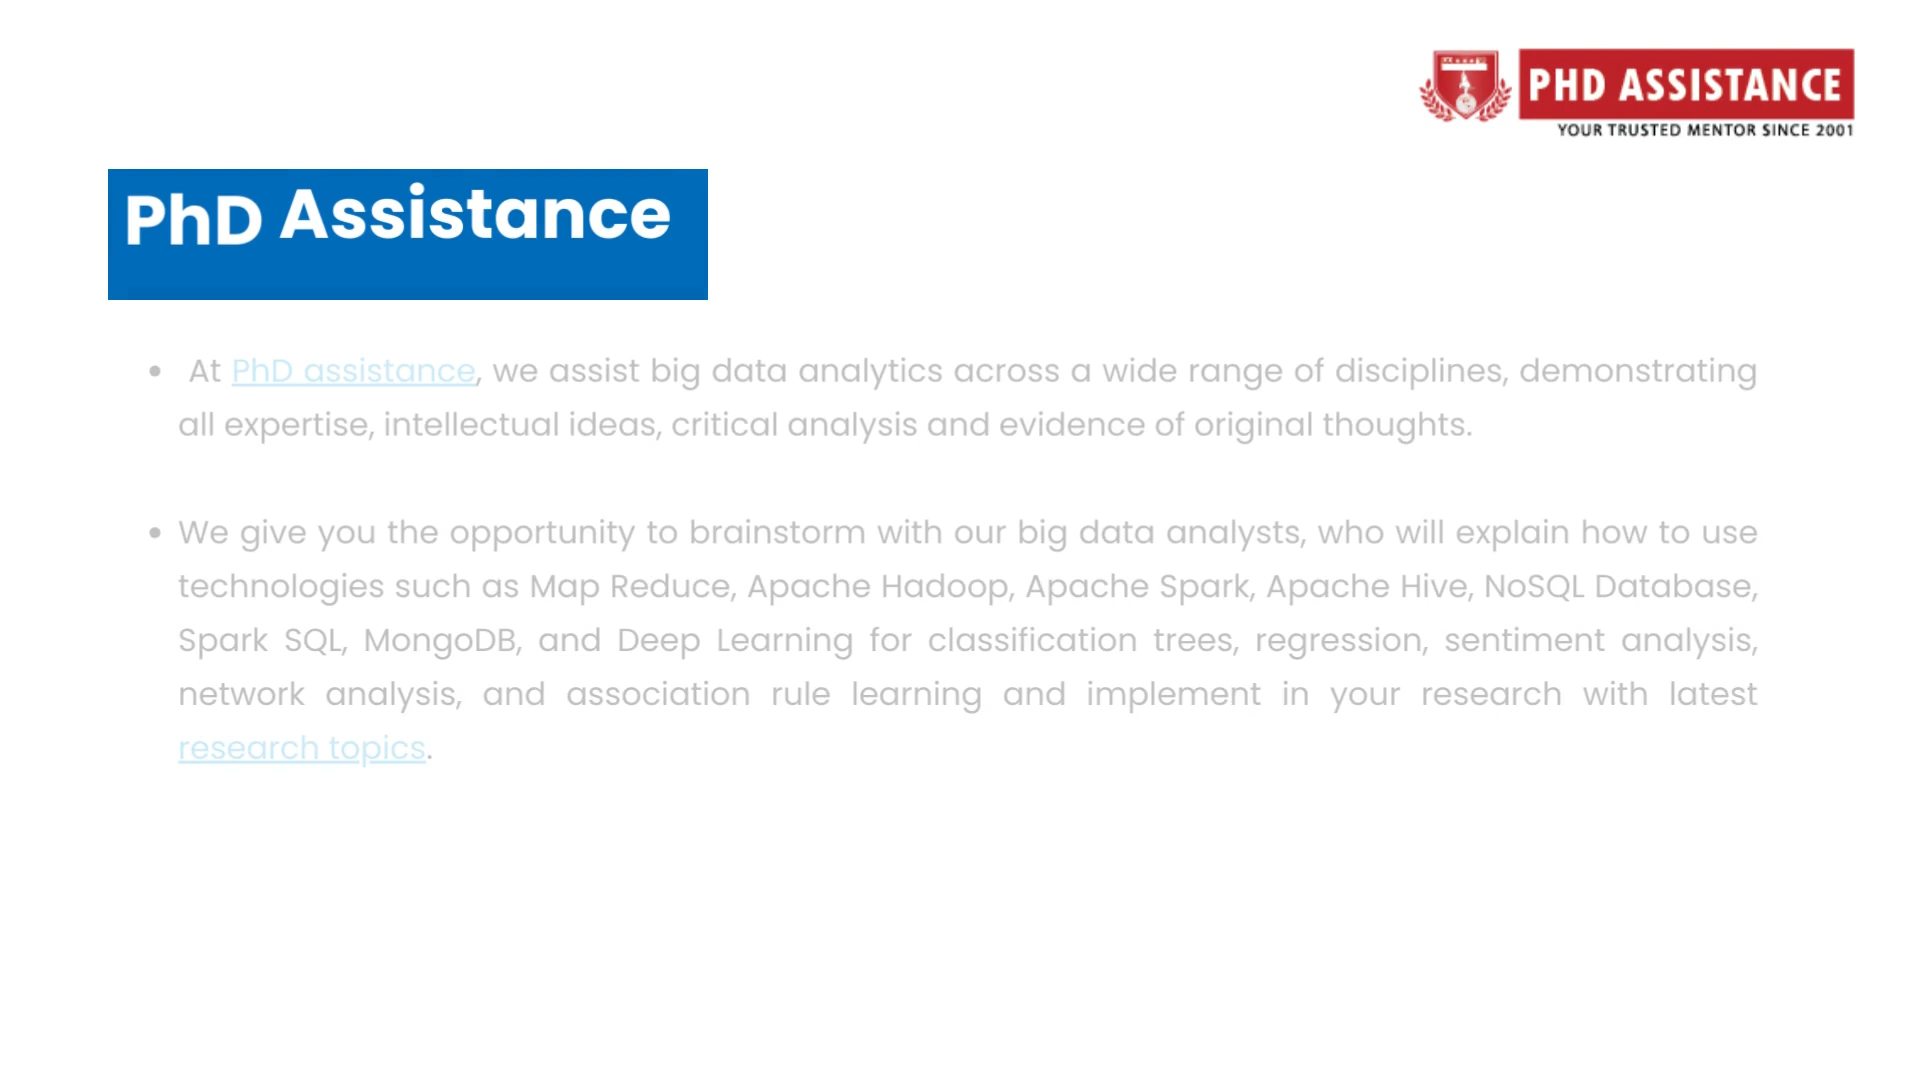 PHD ASSISTANCE
YOUR TRUSTED MENTOR SINCE 2001
PhD Assistance
• At PhD assistance, we assist big data analytics across a wide range of disciplines, demonstrating
all expertise, intellectual ideas, critical analysis and evidence of original thoughts.
• We give you the opportunity to brainstorm with our big data analysts, who will explain how to use
technologies such as Map Reduce, Apache Hadoop, Apache Spark, Apache Hive, NoSQL Database,
Spark SQL, MongoDB, and Deep Learning for classification trees, regression, sentiment analysis,
network analysis, and association rule learning and implement in your research with latest
research topics.